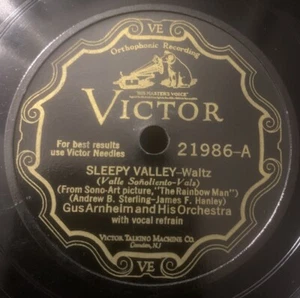 VE
Orthophonic Recording
"HIS MASTER'S VOICE"
VICTOR
For best results
use Victor Needles
21986-A
SLEEPY VALLEY-Waltz
(Valle Soñoliento-Vals)
(From Sono-Art picture, "The Rainbow Man")
(Andrew B. Sterling-James F. Hanley)
Gus Arnheim and His Orchestra
with vocal refrain
VICTOR TALKING MACHINE CO.
Camden, N.J.
VE